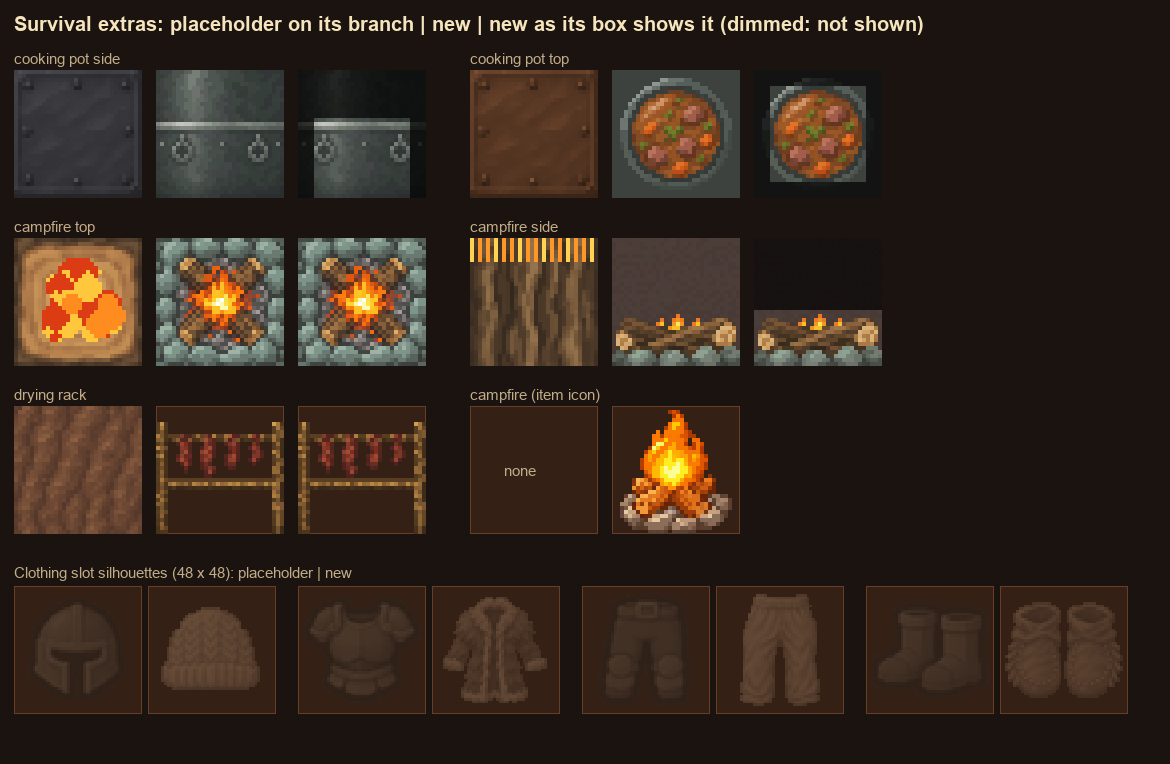 Survival extras: placeholder on its branch | new | new as its box shows it (dimmed: not shown)
cooking pot side
cooking pot top
campfire top
campfire side
drying rack
campfire (item icon)
none
Clothing slot silhouettes (48 x 48): placeholder | new